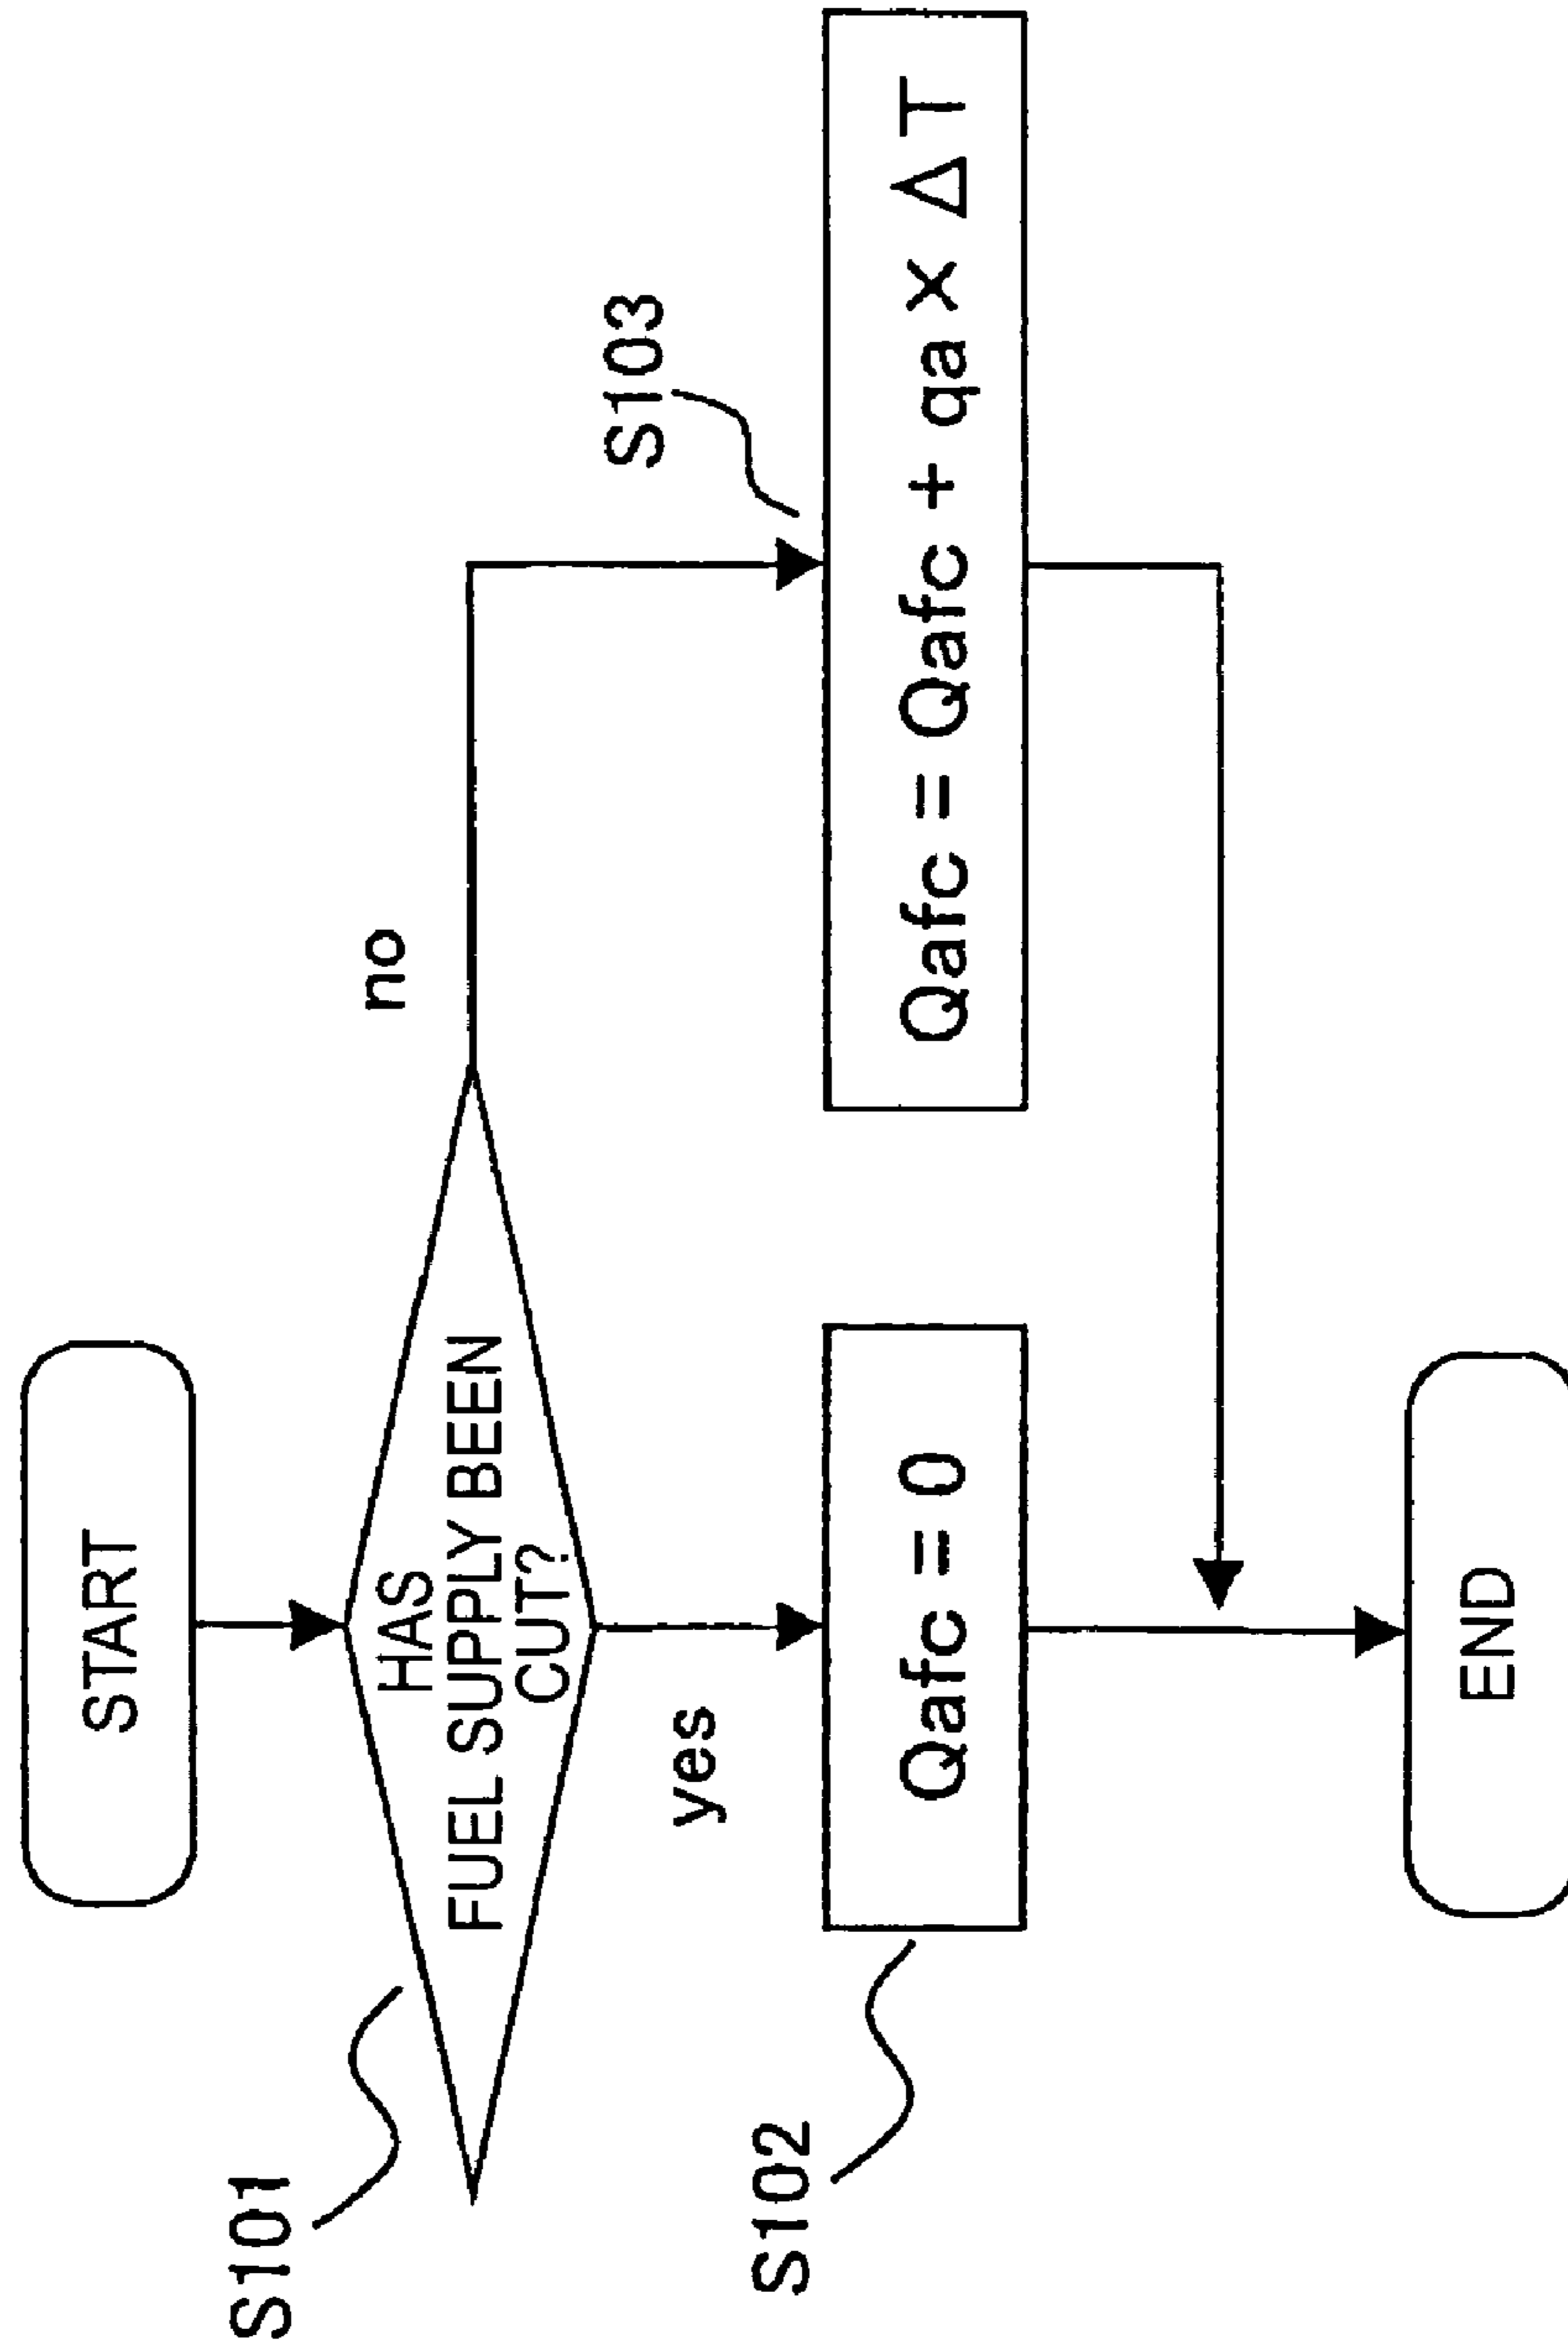 START
S101
HAS
FUEL SUPPLY BEEN
CUT?
no
yes
S102
Qafc = 0
S103
Qafc = Qafc + qa × ΔT
END